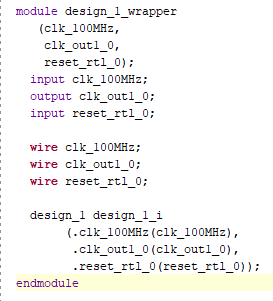 module design_1_wrapper
   (clk_100MHz,
    clk_out1_0,
    reset_rtl_0);
  input clk_100MHz;
  output clk_out1_0;
  input reset_rtl_0;

  wire clk_100MHz;
  wire clk_out1_0;
  wire reset_rtl_0;

  design_1 design_1_i
       (.clk_100MHz(clk_100MHz),
        .clk_out1_0(clk_out1_0),
        .reset_rtl_0(reset_rtl_0));
endmodule